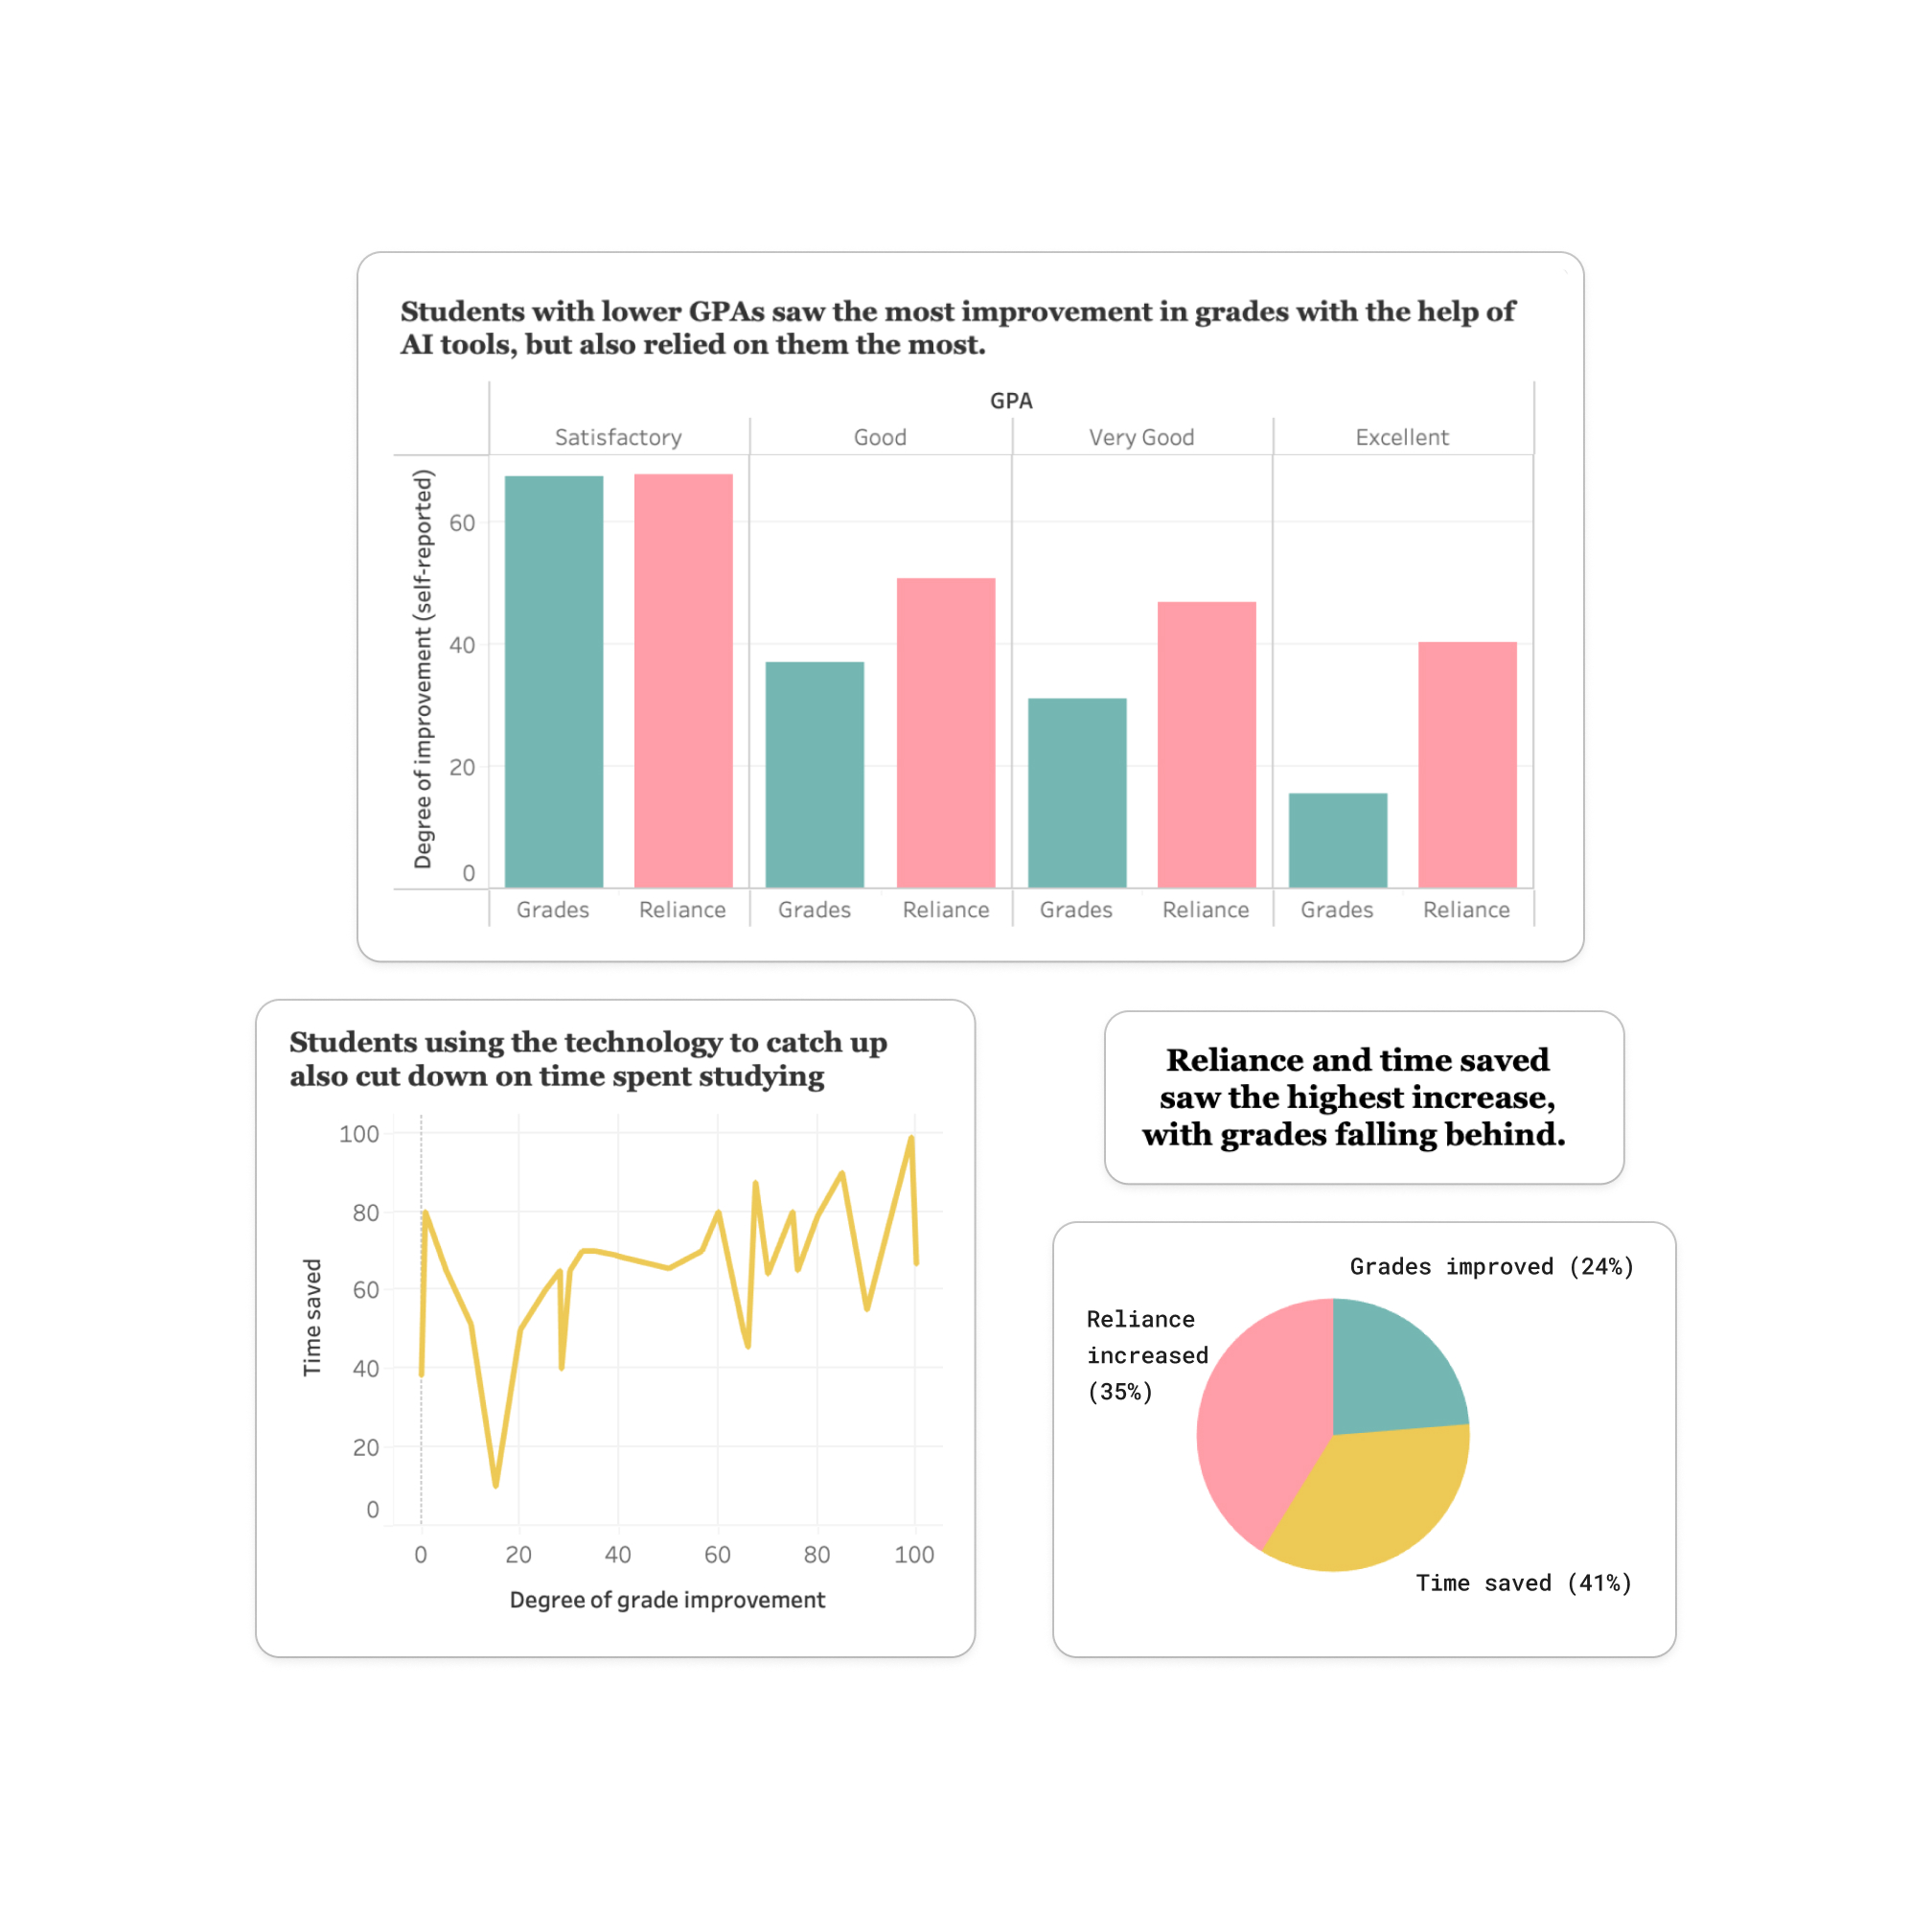 Students with lower GPAs saw the most improvement in grades with the help of
AI tools, but also relied on them the most.
GPA
Satisfactory Good Very Good Excellent
Degree of improvement (self-reported)
60
40
20
0
Grades Reliance Grades Reliance Grades Reliance Grades Reliance
Students using the technology to catch up
also cut down on time spent studying
Time saved
100
80
60
40
20
0
0 20 40 60 80 100
Degree of grade improvement
Reliance and time saved
saw the highest increase,
with grades falling behind.
Grades improved (24%)
Reliance
increased
(35%)
Time saved (41%)